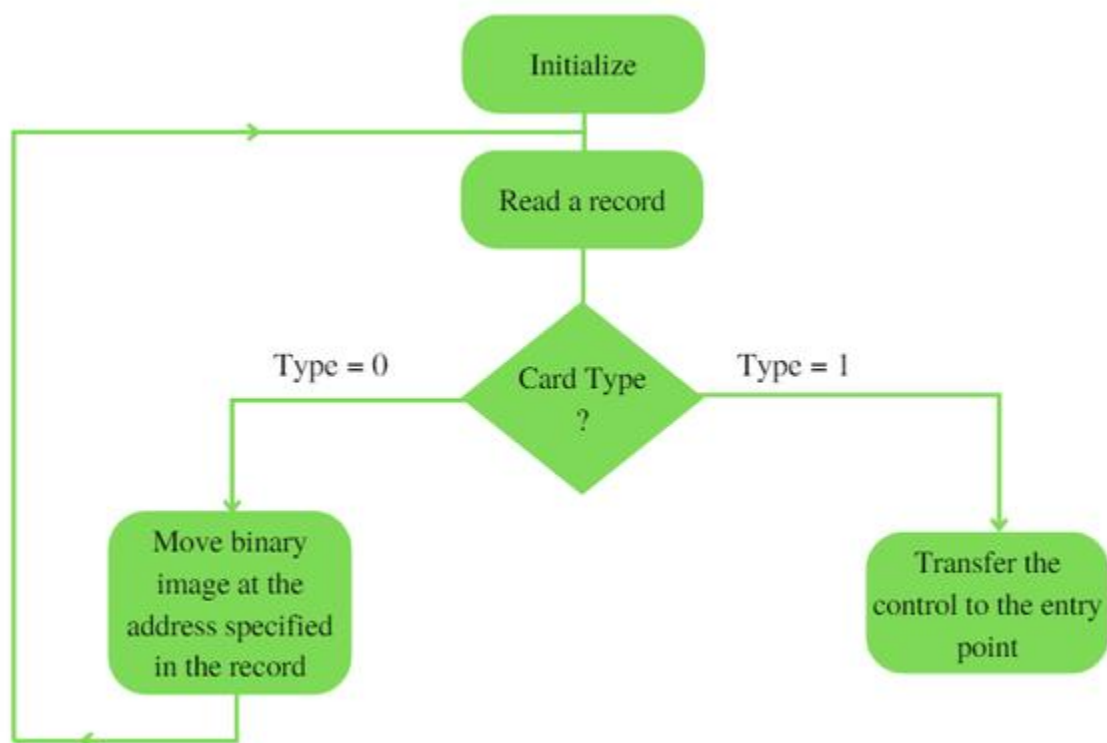 Initialize
Read a record
Type = 0
Type = 1
Card Type
?
Move binary
image at the
address specified
in the record
Transfer the
control to the entry
point